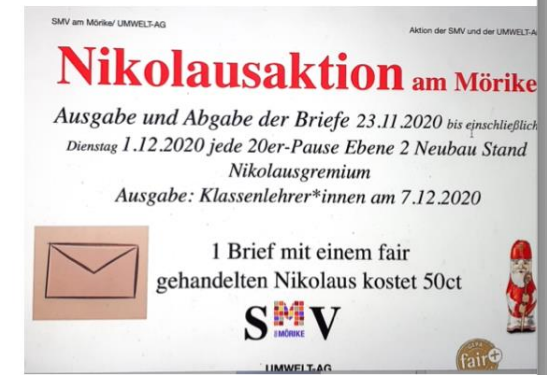 SMV am Mörike/ UMWELT-AG
Aktion der SMV und der UMWELT-A
Nikolausaktion am Mörike
Ausgabe und Abgabe der Briefe 23.11.2020 bis einschließlich
Dienstag 1.12.2020 jede 20er-Pause Ebene 2 Neubau Stand
Nikolausgremium
Ausgabe: Klassenlehrer*innen am 7.12.2020
1 Brief mit einem fair
gehandelten Nikolaus kostet 50ct
SMV
AM MÖRIKE
UMWELT-AG
GEPA
fair+